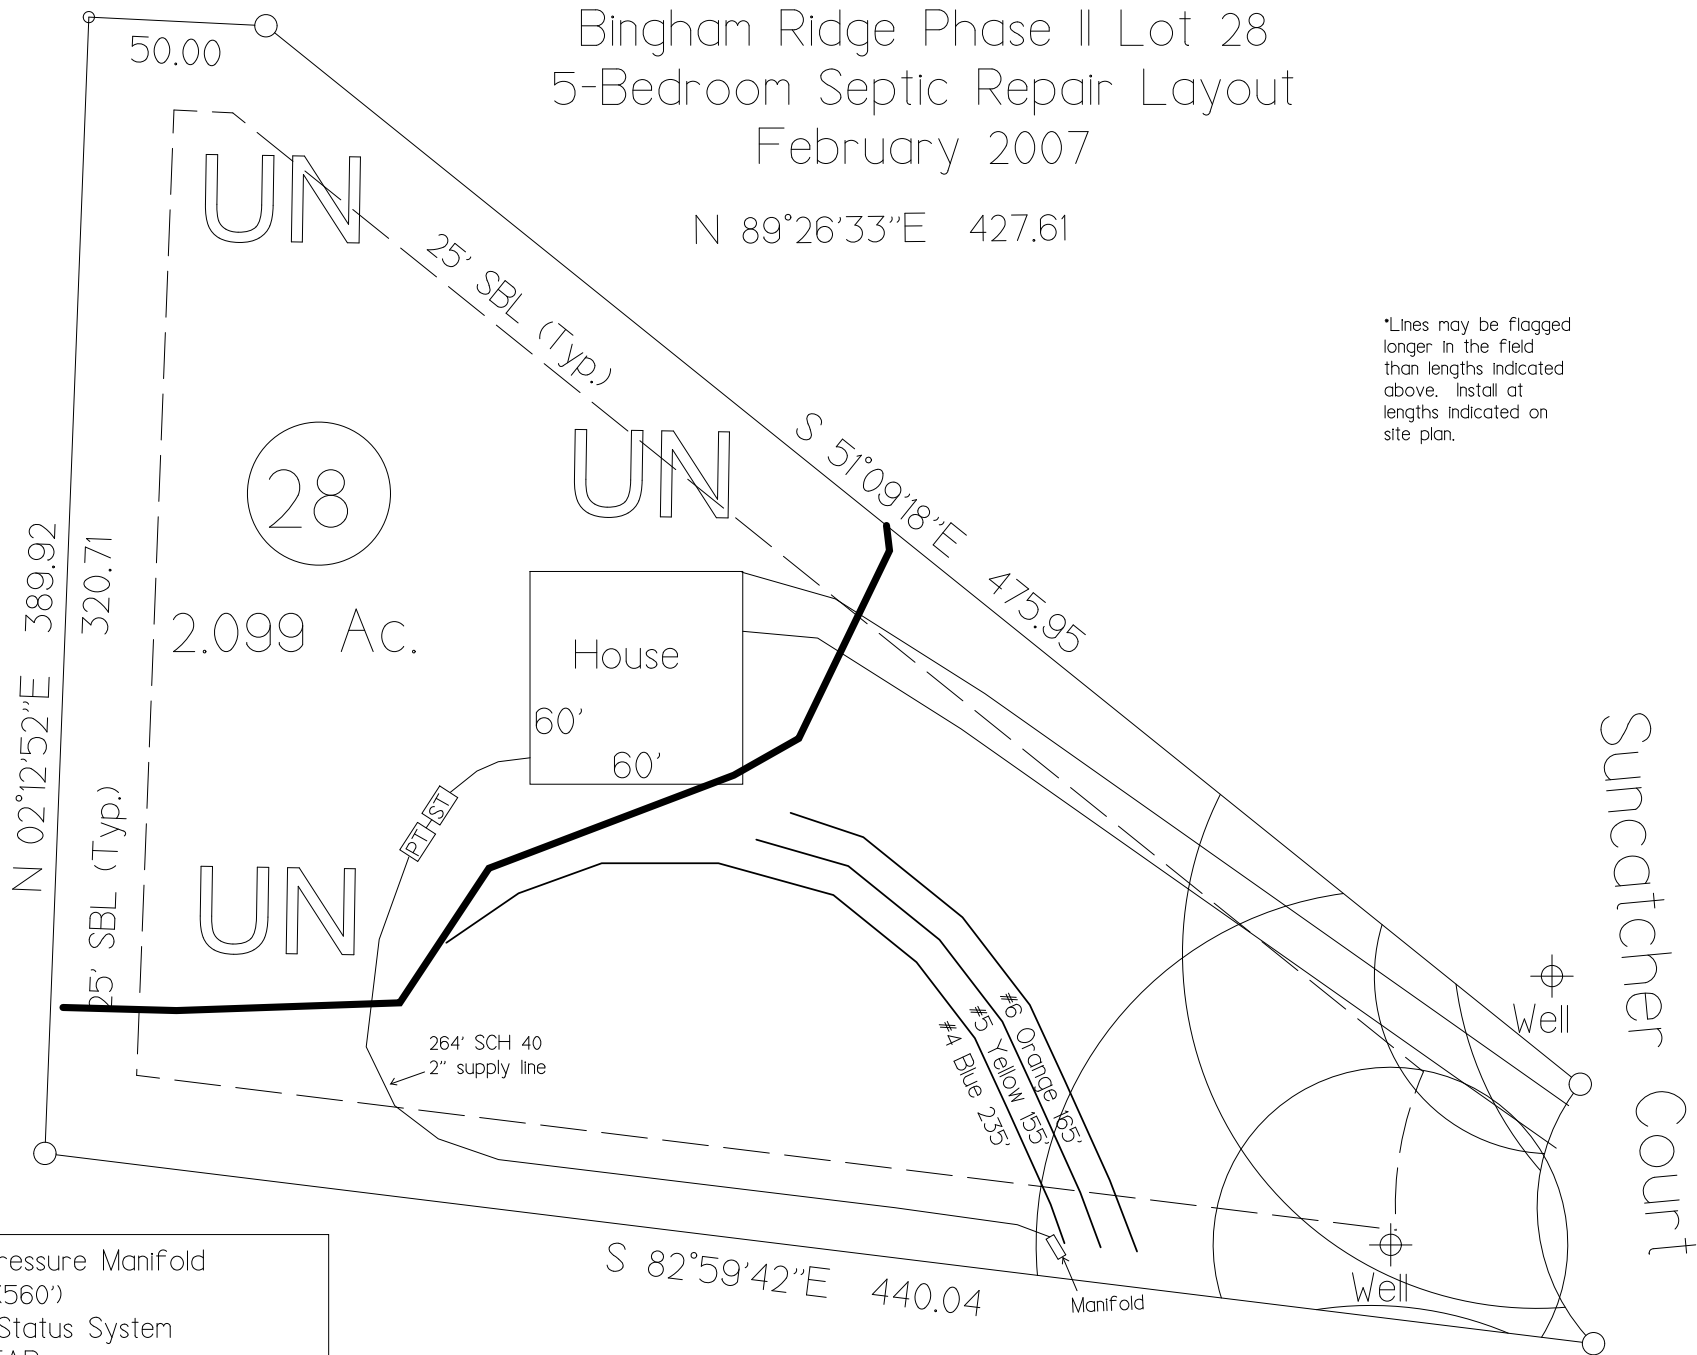 Bingham Ridge Phase II Lot 28
5-Bedroom Septic Repair Layout
February 2007
N 89°26'33"E 427.61
50.00
UN
25' SBL (Typ.)
*Lines may be flagged
longer in the field
than lengths indicated
above. Install at
lengths indicated on
site plan.
S 51°09'18"E 475.95
UN
28
2.099 Ac.
N 02°12'52"E 389.92
320.71
25' SBL (Typ.)
House
60'
60'
ST
PT
UN
264' SCH 40
2" supply line
#6 Orange 165'
#5 Yellow 155'
#4 Blue 235'
Well
Suncatcher Court
Well
Manifold
S 82°59'42"E 440.04
ressure Manifold
560')
Status System